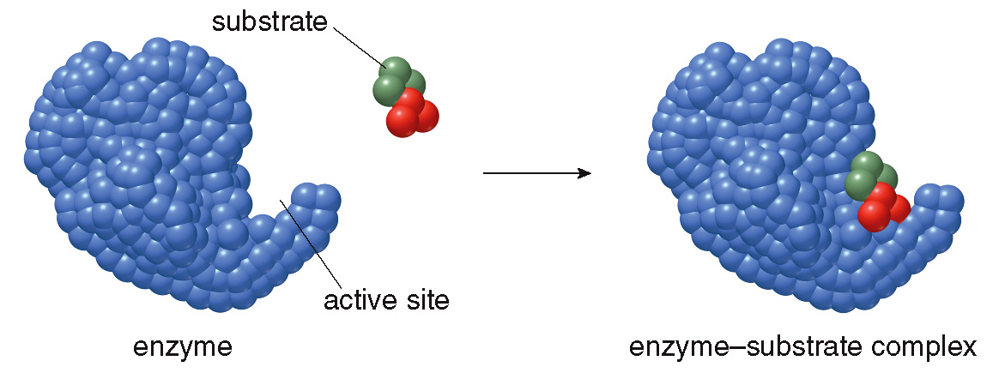 substrate
active site
enzyme
enzyme–substrate complex